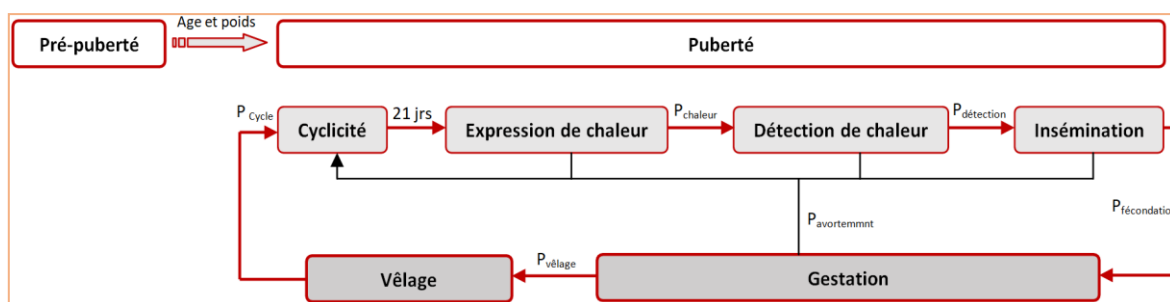 Age et poids
Pré-puberté
Puberté
P Cycle
21 jrs
P chaleur
P détection
Cyclicité
Expression de chaleur
Détection de chaleur
Insémination
P avortemmnt
P fécondatio
P vêlage
Vêlage
Gestation